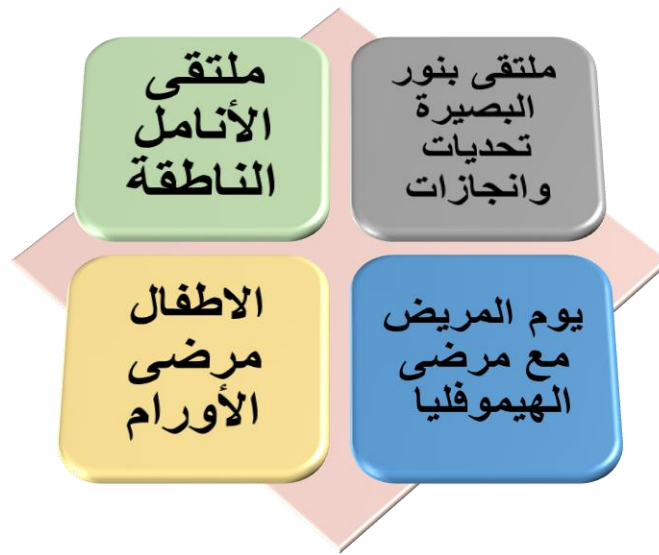 ملتقى بنور
البصيرة
تحديات
وانجازات
ملتقى
الأنامل
الناطقة
يوم المريض
مع مرضى
الهيموفليا
الاطفال
مرضى
الأورام